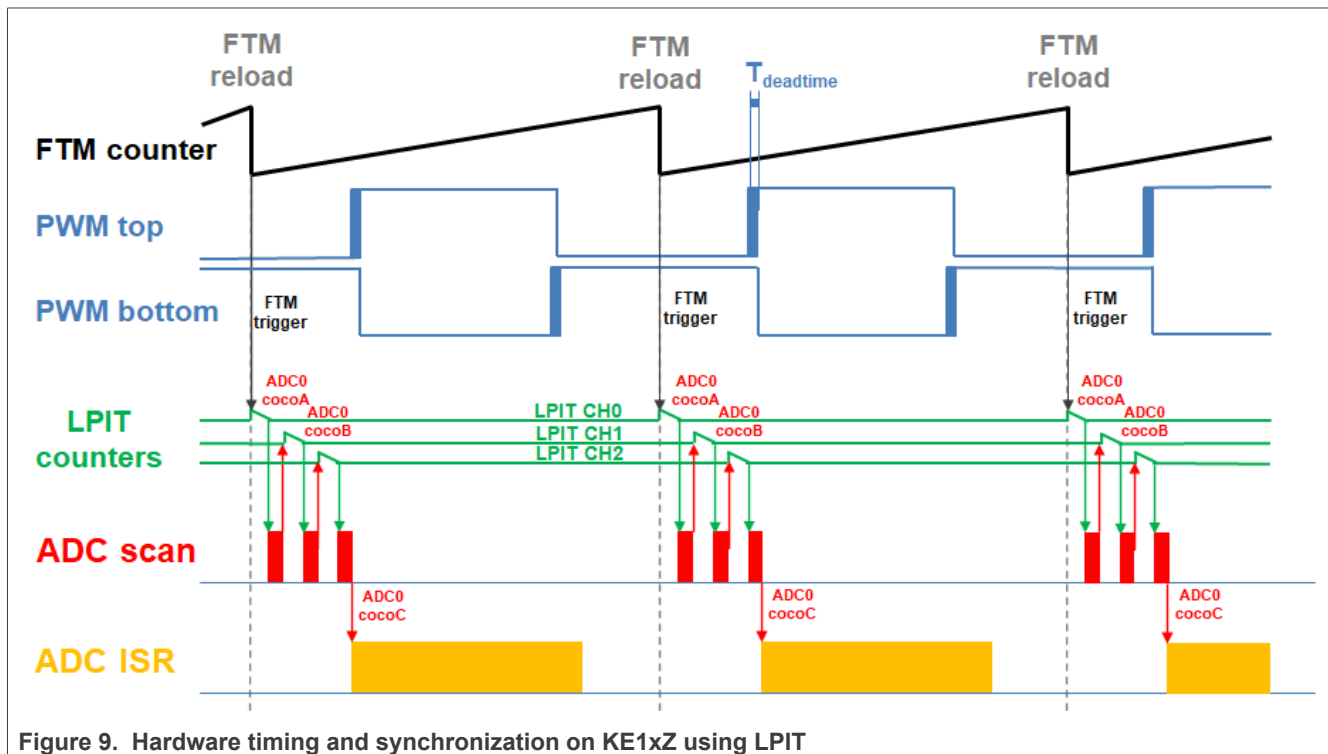 FTM
reload
FTM
reload
FTM
reload
Tdeadtime
FTM counter
PWM top
PWM bottom
FTM
trigger
FTM
trigger
FTM
trigger
LPIT
counters
ADC0
cocoA
ADC0
cocoB
LPIT CH0
LPIT CH1
LPIT CH2
ADC0
cocoA
ADC0
cocoB
ADC0
cocoA
ADC0
cocoB
ADC scan
ADC0
cocoC
ADC0
cocoC
ADC0
cocoC
ADC ISR
Figure 9. Hardware timing and synchronization on KE1xZ using LPIT